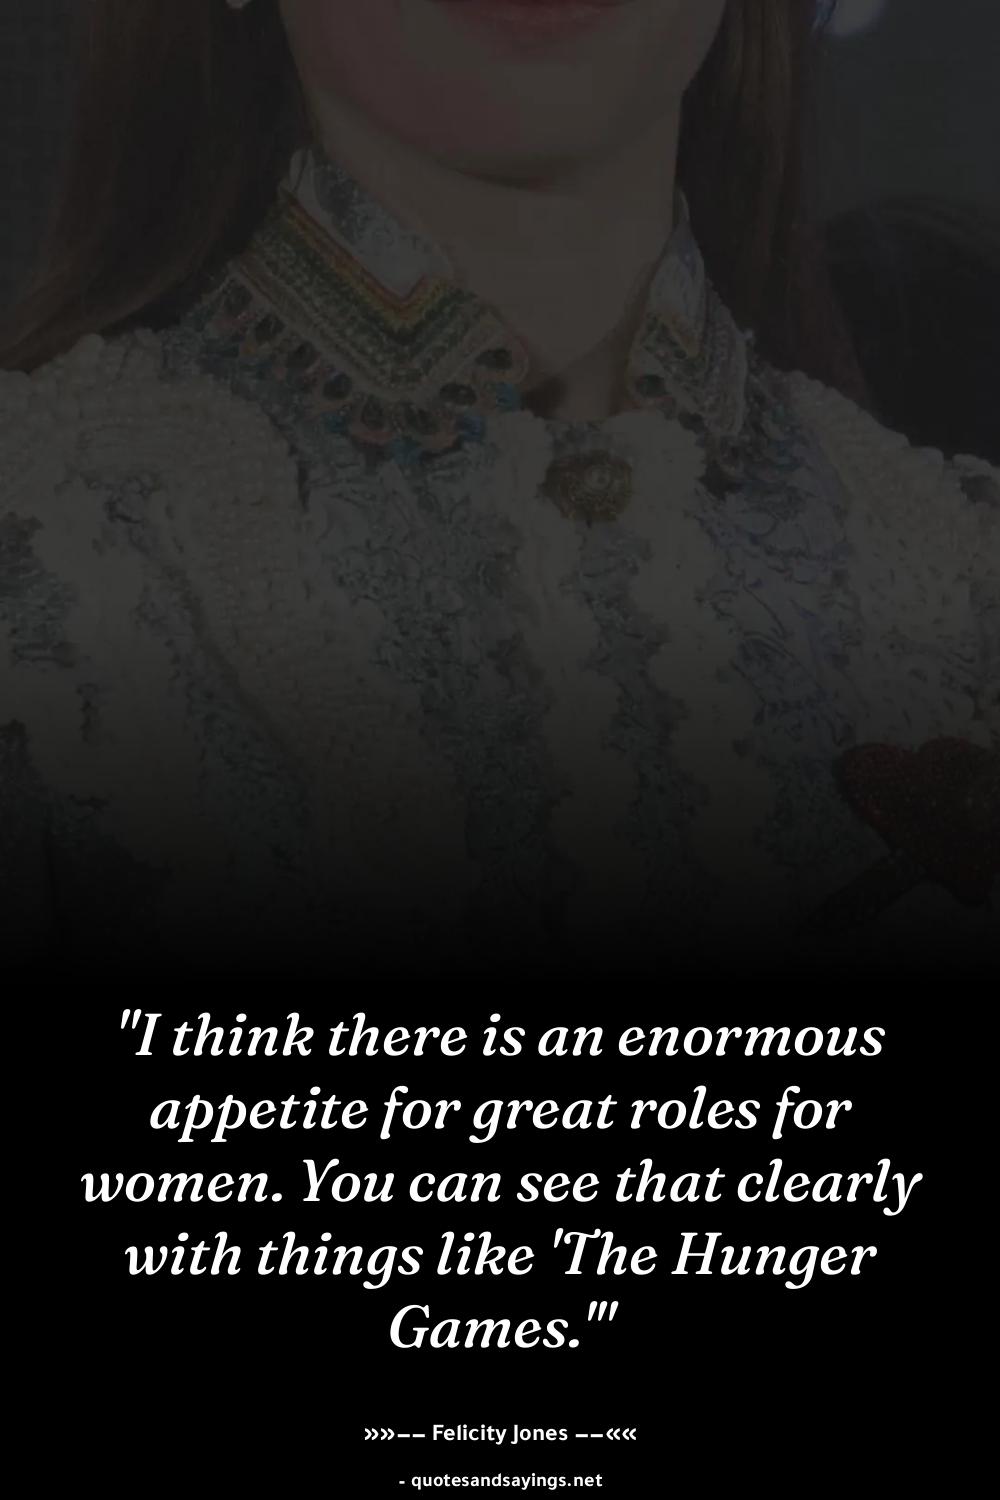 "I think there is an enormous
appetite for great roles for
women. You can see that clearly
with things like 'The Hunger
Games.'"
»»−− Felicity Jones −−««
- quotesandsayings.net